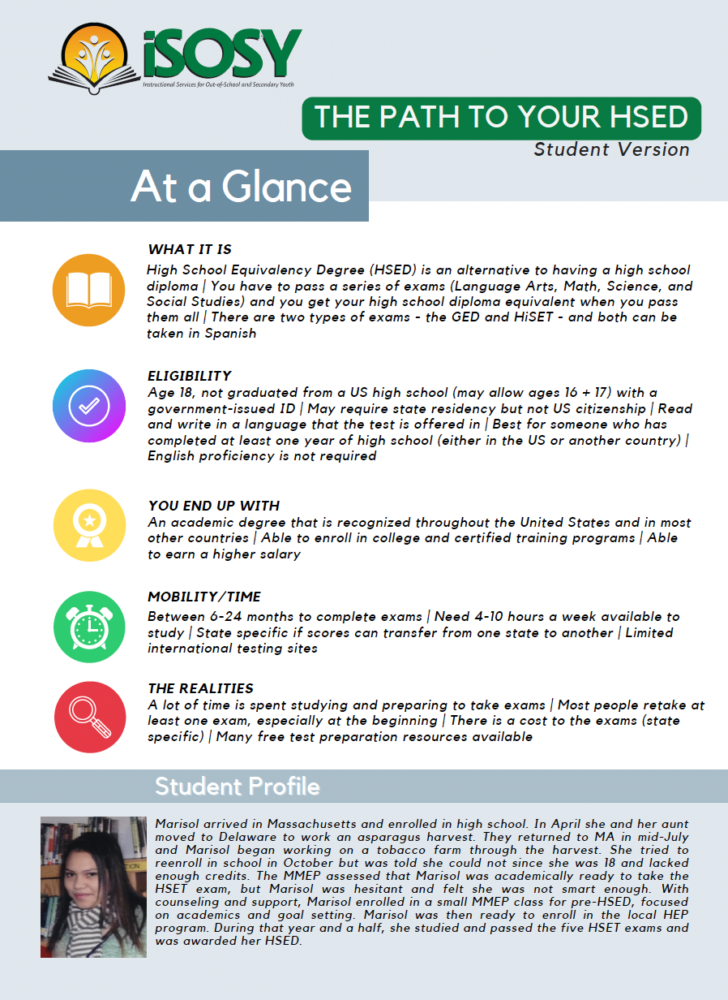 iSOSY
Instructional Services for Out-of-School and Secondary Youth
THE PATH TO YOUR HSED
Student Version
At a Glance
WHAT IT IS
High School Equivalency Degree (HSED) is an alternative to having a high school
diploma | You have to pass a series of exams (Language Arts, Math, Science, and
Social Studies) and you get your high school diploma equivalent when you pass
them all | There are two types of exams - the GED and HiSET - and both can be
taken in Spanish
ELIGIBILITY
Age 18, not graduated from a US high school (may allow ages 16 + 17) with a
government-issued ID | May require state residency but not US citizenship | Read
and write in a language that the test is offered in | Best for someone who has
completed at least one year of high school (either in the US or another country) |
English proficiency is not required
YOU END UP WITH
An academic degree that is recognized throughout the United States and in most
other countries | Able to enroll in college and certified training programs | Able
to earn a higher salary
MOBILITY/TIME
Between 6-24 months to complete exams | Need 4-10 hours a week available to
study | State specific if scores can transfer from one state to another | Limited
international testing sites
THE REALITIES
A lot of time is spent studying and preparing to take exams | Most people retake at
least one exam, especially at the beginning | There is a cost to the exams (state
specific) | Many free test preparation resources available
Student Profile
Marisol arrived in Massachusetts and enrolled in high school. In April she and her aunt
moved to Delaware to work an asparagus harvest. They returned to MA in mid-July
and Marisol began working on a tobacco farm through the harvest. She tried to
reenroll in school in October but was told she could not since she was 18 and lacked
enough credits. The MMEP assessed that Marisol was academically ready to take the
HSET exam, but Marisol was hesitant and felt she was not smart enough. With
counseling and support, Marisol enrolled in a small MMEP class for pre-HSED, focused
on academics and goal setting. Marisol was then ready to enroll in the local HEP
program. During that year and a half, she studied and passed the five HSET exams and
was awarded her HSED.